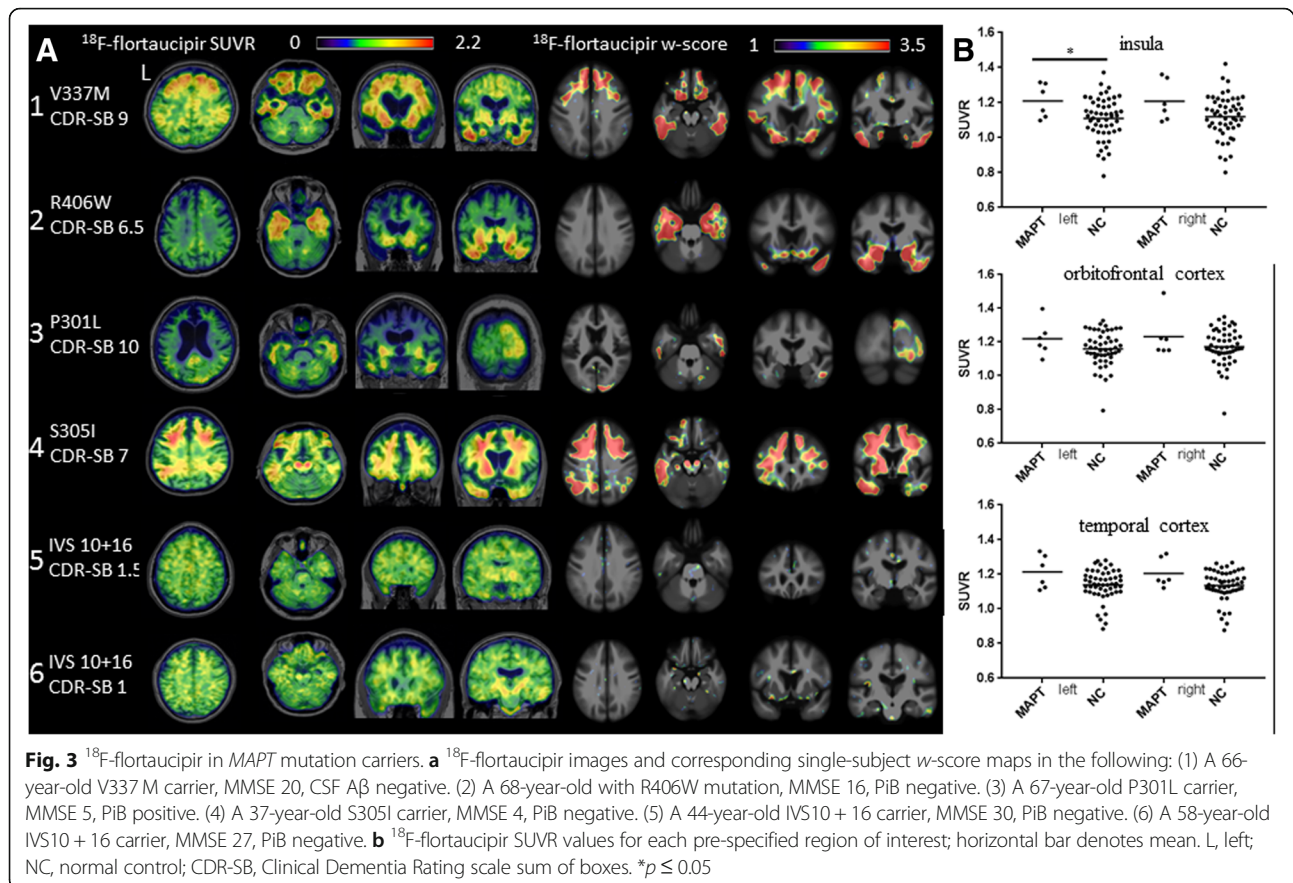 A
18F-flortaucipir SUVR 0 2.2
18F-flortaucipir w-score 1 3.5
L
1 V337M
CDR-SB 9
2 R406W
CDR-SB 6.5
3 P301L
CDR-SB 10
4 S305I
CDR-SB 7
5 IVS 10+16
CDR-SB 1.5
6 IVS 10+16
CDR-SB 1
B
insula
*
SUVR
1.6
1.4
1.2
1.0
0.8
0.6
MAPT left NC MAPT right NC
orbitofrontal cortex
SUVR
1.6
1.4
1.2
1.0
0.8
0.6
MAPT left NC MAPT right NC
temporal cortex
SUVR
1.6
1.4
1.2
1.0
0.8
0.6
MAPT left NC MAPT right NC
Fig. 3 18F-flortaucipir in MAPT mutation carriers. a 18F-flortaucipir images and corresponding single-subject w-score maps in the following: (1) A 66-
year-old V337 M carrier, MMSE 20, CSF Aβ negative. (2) A 68-year-old with R406W mutation, MMSE 16, PiB negative. (3) A 67-year-old P301L carrier,
MMSE 5, PiB positive. (4) A 37-year-old S305I carrier, MMSE 4, PiB negative. (5) A 44-year-old IVS10 + 16 carrier, MMSE 30, PiB negative. (6) A 58-year-old
IVS10 + 16 carrier, MMSE 27, PiB negative. b 18F-flortaucipir SUVR values for each pre-specified region of interest; horizontal bar denotes mean. L, left;
NC, normal control; CDR-SB, Clinical Dementia Rating scale sum of boxes. *p ≤ 0.05